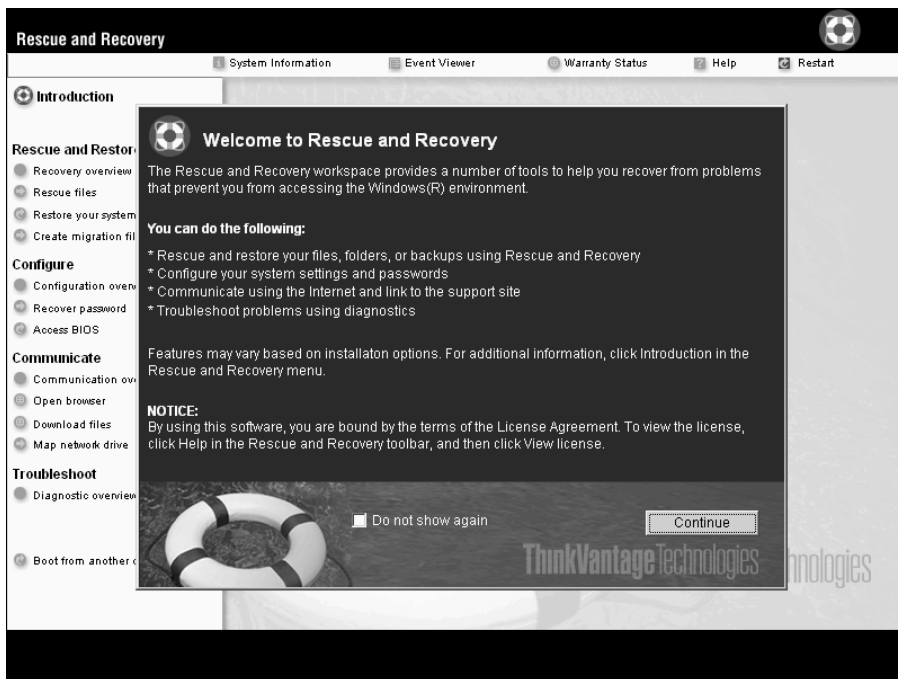 Rescue and Recovery
System Information
Event Viewer
Warranty Status
Help
Restart
Introduction
Rescue and Restor
Recovery overview
Rescue files
Restore your system
Create migration fil
Configure
Configuration overv
Recover password
Access BIOS
Communicate
Communication ov
Open browser
Download files
Map network drive
Troubleshoot
Diagnostic overview
Boot from another
Welcome to Rescue and Recovery
The Rescue and Recovery workspace provides a number of tools to help you recover from problems
that prevent you from accessing the Windows(R) environment.
You can do the following:
* Rescue and restore your files, folders, or backups using Rescue and Recovery
* Configure your system settings and passwords
* Communicate using the Internet and link to the support site
* Troubleshoot problems using diagnostics
Features may vary based on installaton options. For additional information, click Introduction in the
Rescue and Recovery menu.
NOTICE:
By using this software, you are bound by the terms of the License Agreement. To view the license,
click Help in the Rescue and Recovery toolbar, and then click View license.
Do not show again
Continue
ThinkVantage Technologies
hnologies